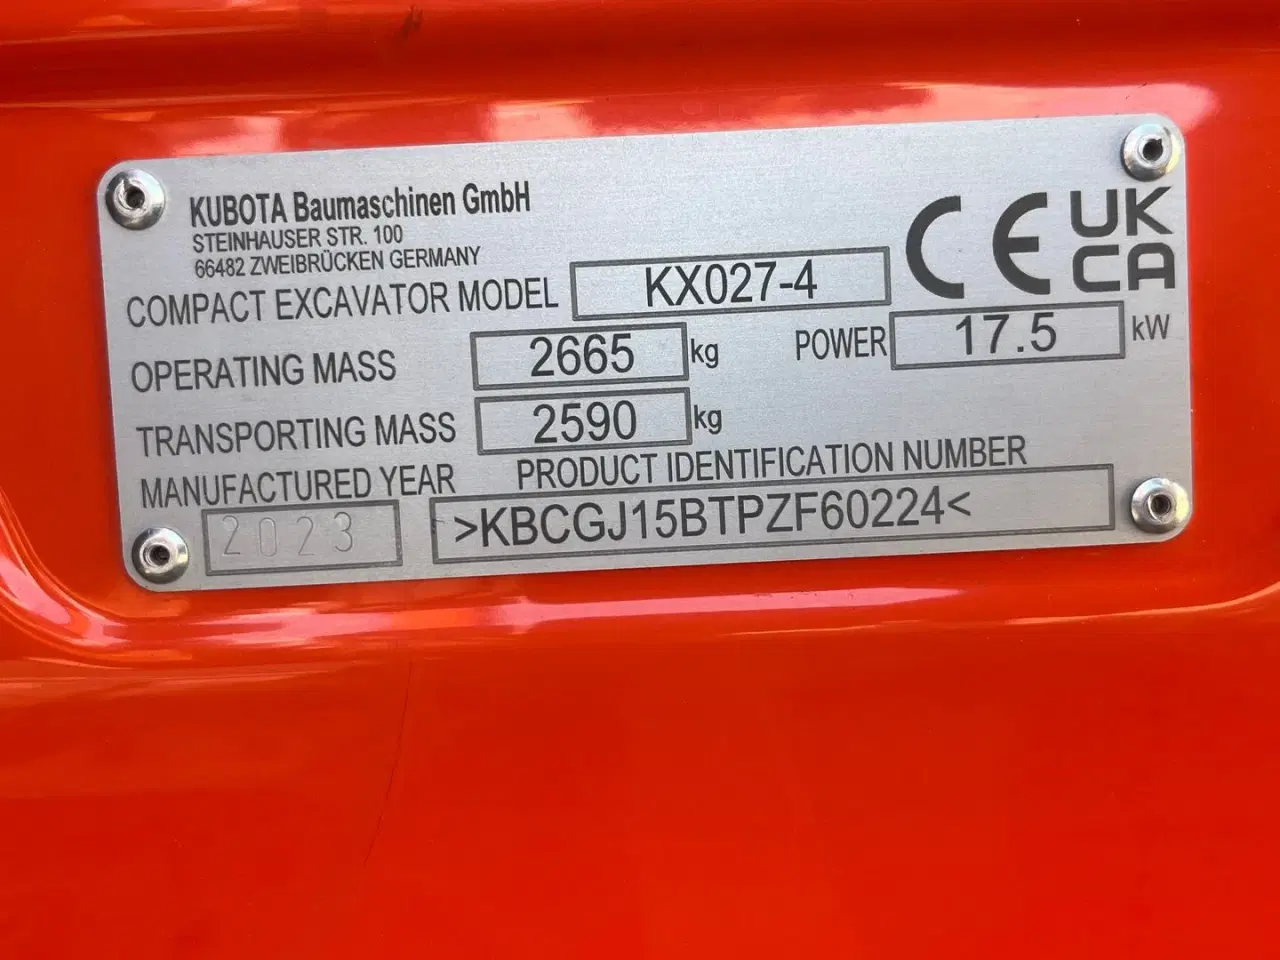 KUBOTA Baumaschinen GmbH
STEINHAUSER STR. 100
66482 ZWEIBRÜCKEN GERMANY
CE UK CA
COMPACT EXCAVATOR MODEL KX027-4
OPERATING MASS 2665 kg POWER 17.5 kW
TRANSPORTING MASS 2590 kg
MANUFACTURED YEAR PRODUCT IDENTIFICATION NUMBER
2023 >KBCGJ15BTPZF60224<